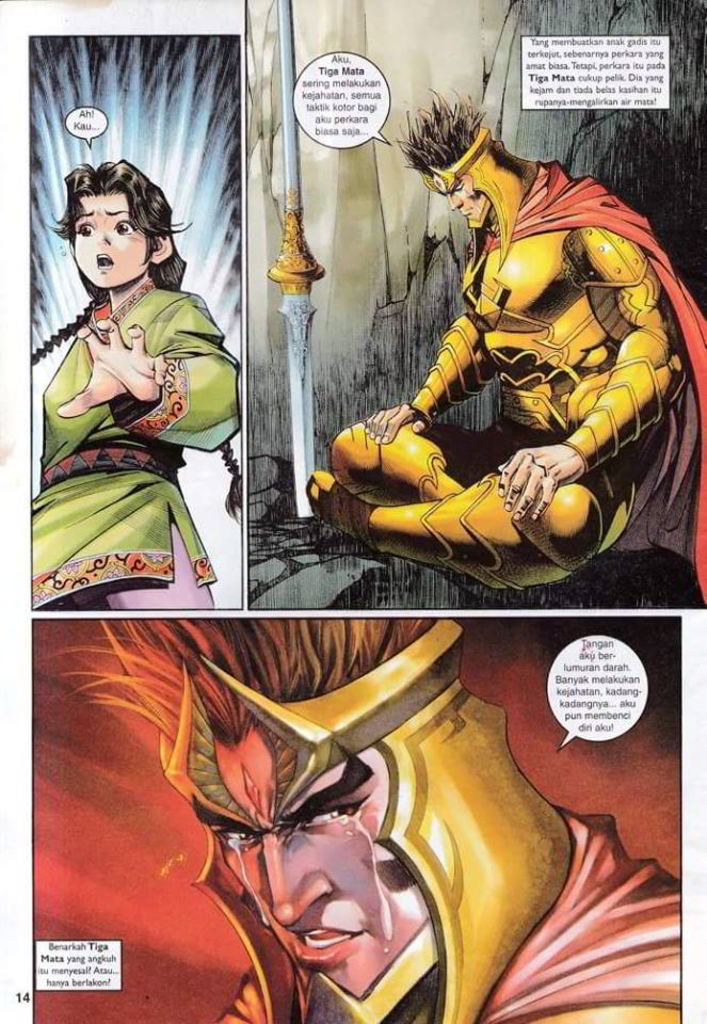 Ah!
Kau...
Aku,
Tiga Mata
sering melakukan
kejahatan, semua
taktik kotor bagi
aku perkara
biasa saja...
Yang membuatkan anak gadis itu
terkejut, sebenarnya perkara yang
amat biasa. Tetapi, perkara itu pada
Tiga Mata cukup pelik. Dia yang
kejam dan tiada belas kasihan itu
rupanya-mengalirkan air mata!
Tangan
aku ber-
lumuran darah.
Banyak melakukan
kejahatan, kadang-
kadangnya... aku
pun membenci
diri aku!
Benarkah Tiga
Mata yang angkuh
itu menyesal? Atau...
hanya berlakon?
14